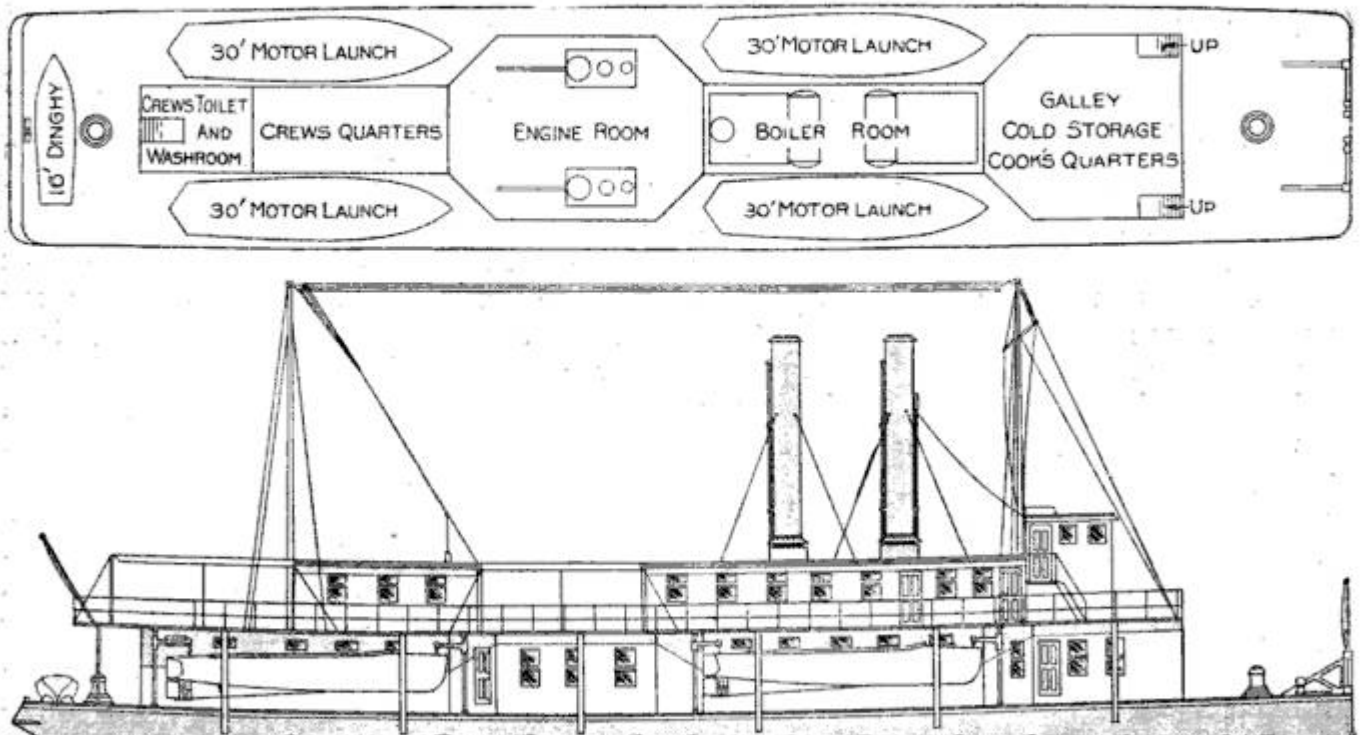 30' MOTOR LAUNCH
30' MOTOR LAUNCH
UP
16' DINGHY
CREWS TOILET
AND
WASHROOM
CREWS QUARTERS
ENGINE ROOM
BOILER ROOM
GALLEY
COLD STORAGE
COOK'S QUARTERS
30' MOTOR LAUNCH
30' MOTOR LAUNCH
UP